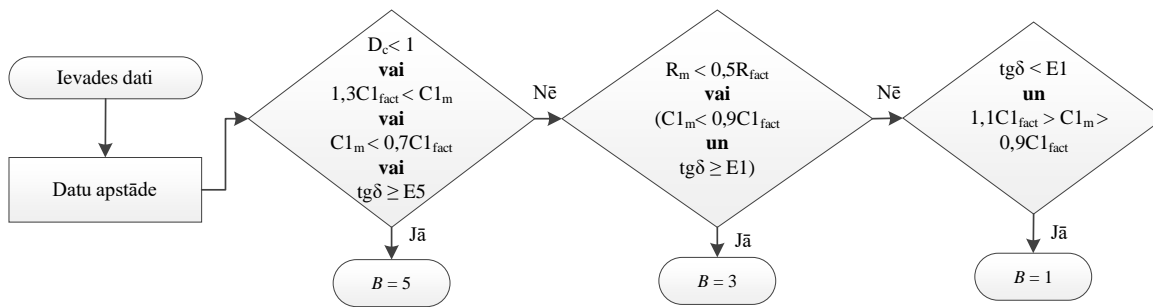 Ievades dati
Datu apstāde
D_c< 1
vai
1,3C1_fact < C1_m
vai
C1_m < 0,7C1_fact
vai
tgδ ≥ E5
Nē
Jā
B = 5
R_m < 0,5R_fact
vai
(C1_m< 0,9C1_fact
un
tgδ ≥ E1)
Nē
Jā
B = 3
tgδ < E1
un
1,1C1_fact > C1_m >
0,9C1_fact
Jā
B = 1